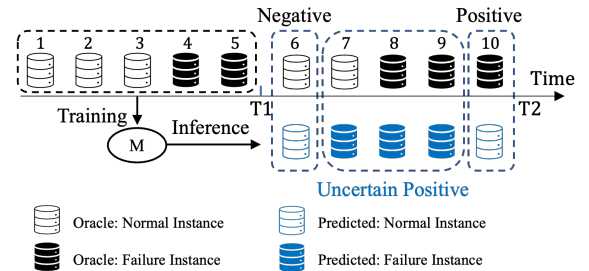 Negative Positive
1 2 3 4 5 6 7 8 9 10
Time
T1 T2
Training
M
Inference
Uncertain Positive
Oracle: Normal Instance
Predicted: Normal Instance
Oracle: Failure Instance
Predicted: Failure Instance